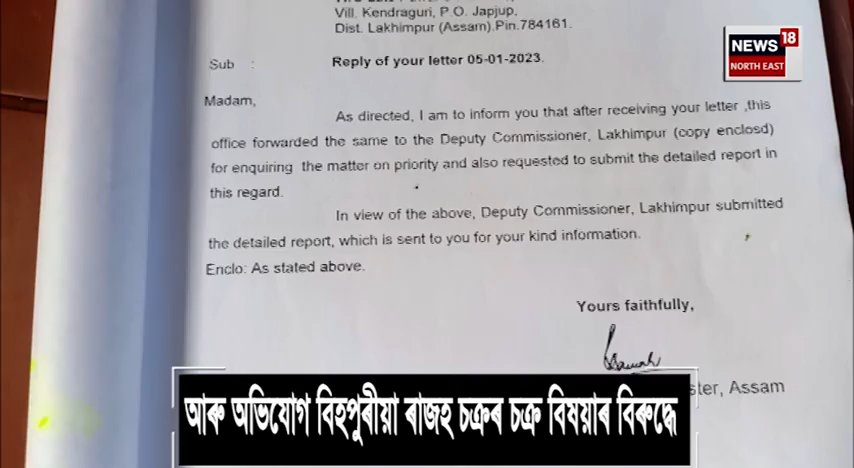 Vill. Kendraguri, P.O. Japjup,
Dist. Lakhimpur (Assam).Pin.784161.
NEWS 18
NORTH EAST
Sub : Reply of your letter 05-01-2023.
Madam,
As directed, I am to inform you that after receiving your letter ,this
office forwarded the same to the Deputy Commissioner, Lakhimpur (copy enclosd)
for enquiring the matter on priority and also requested to submit the detailed report in
this regard.
In view of the above, Deputy Commissioner, Lakhimpur submitted
the detailed report, which is sent to you for your kind information.
Enclo: As stated above.
Yours faithfully,
ster, Assam
আৰু অভিযোগ বিহপুৰীয়া ৰাজহ চক্ৰৰ চক্ৰ বিষয়াৰ বিৰুদ্ধে